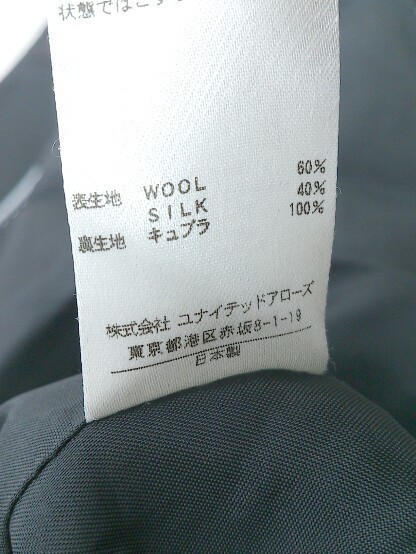 状態ではこす
表生地 WOOL 60%
SILK 40%
裏生地 キュプラ 100%
株式会社 ユナイテッドアローズ
東京都港区赤坂8-1-19
日本製